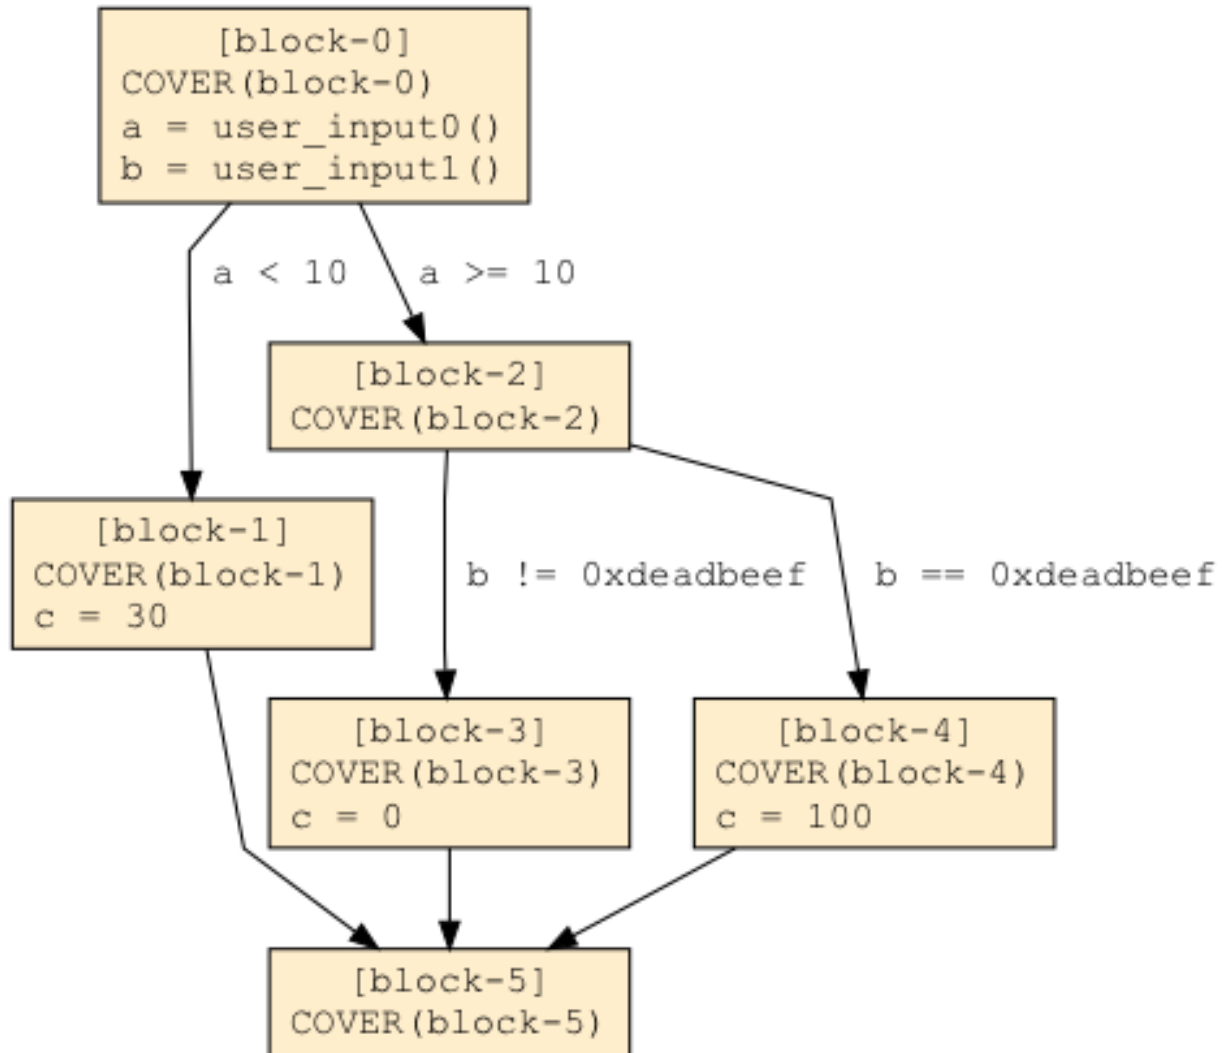 [block-0]
COVER(block-0)
a = user_input0()
b = user_input1()
a < 10
a >= 10
[block-2]
COVER(block-2)
[block-1]
COVER(block-1)
c = 30
b != 0xdeadbeef
b == 0xdeadbeef
[block-3]
COVER(block-3)
c = 0
[block-4]
COVER(block-4)
c = 100
[block-5]
COVER(block-5)